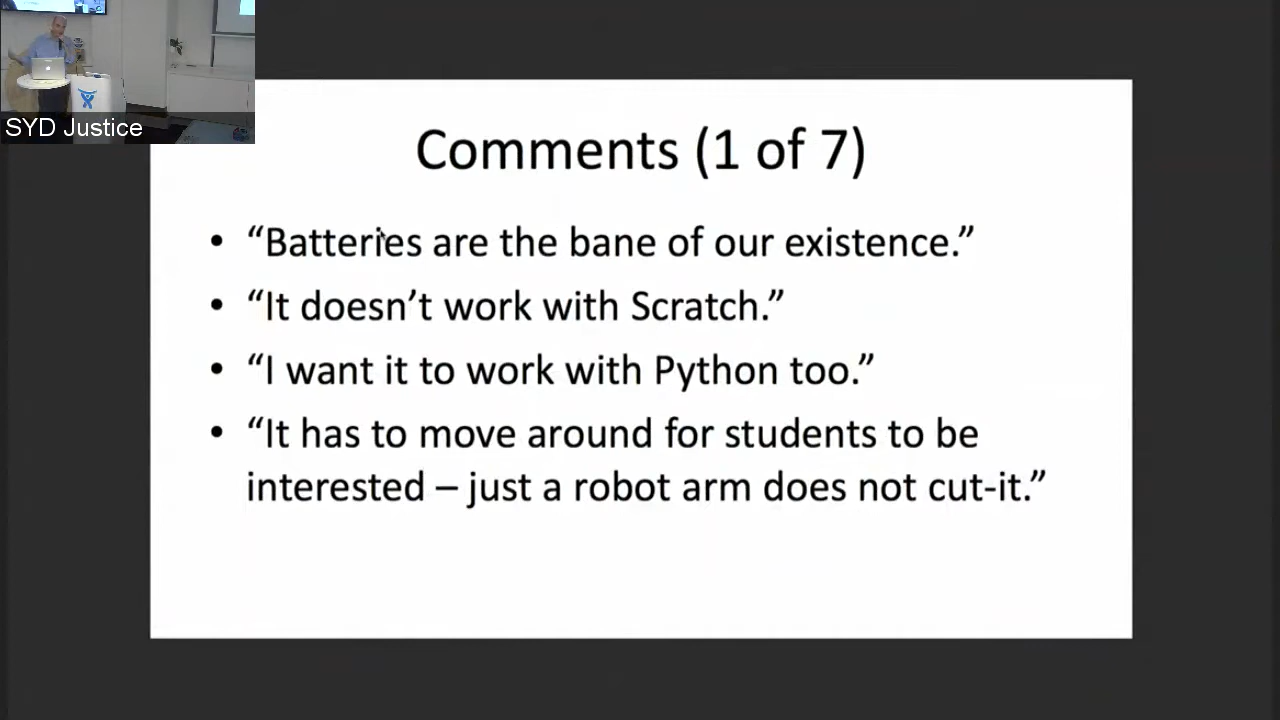 SYD Justice
Comments (1 of 7)
• “Batteries are the bane of our existence.”
• “It doesn’t work with Scratch.”
• “I want it to work with Python too.”
• “It has to move around for students to be
interested – just a robot arm does not cut-it.”